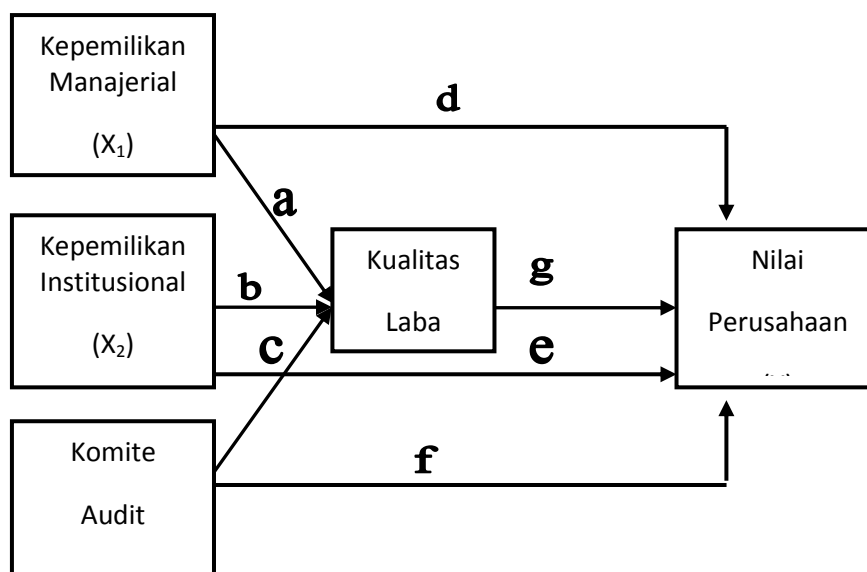 Kepemilikan
Manajerial
(X₁)
d
a
Kepemilikan
Institusional
(X₂)
b
c
Kualitas
Laba
g
e
Nilai
Perusahaan
Komite
Audit
f